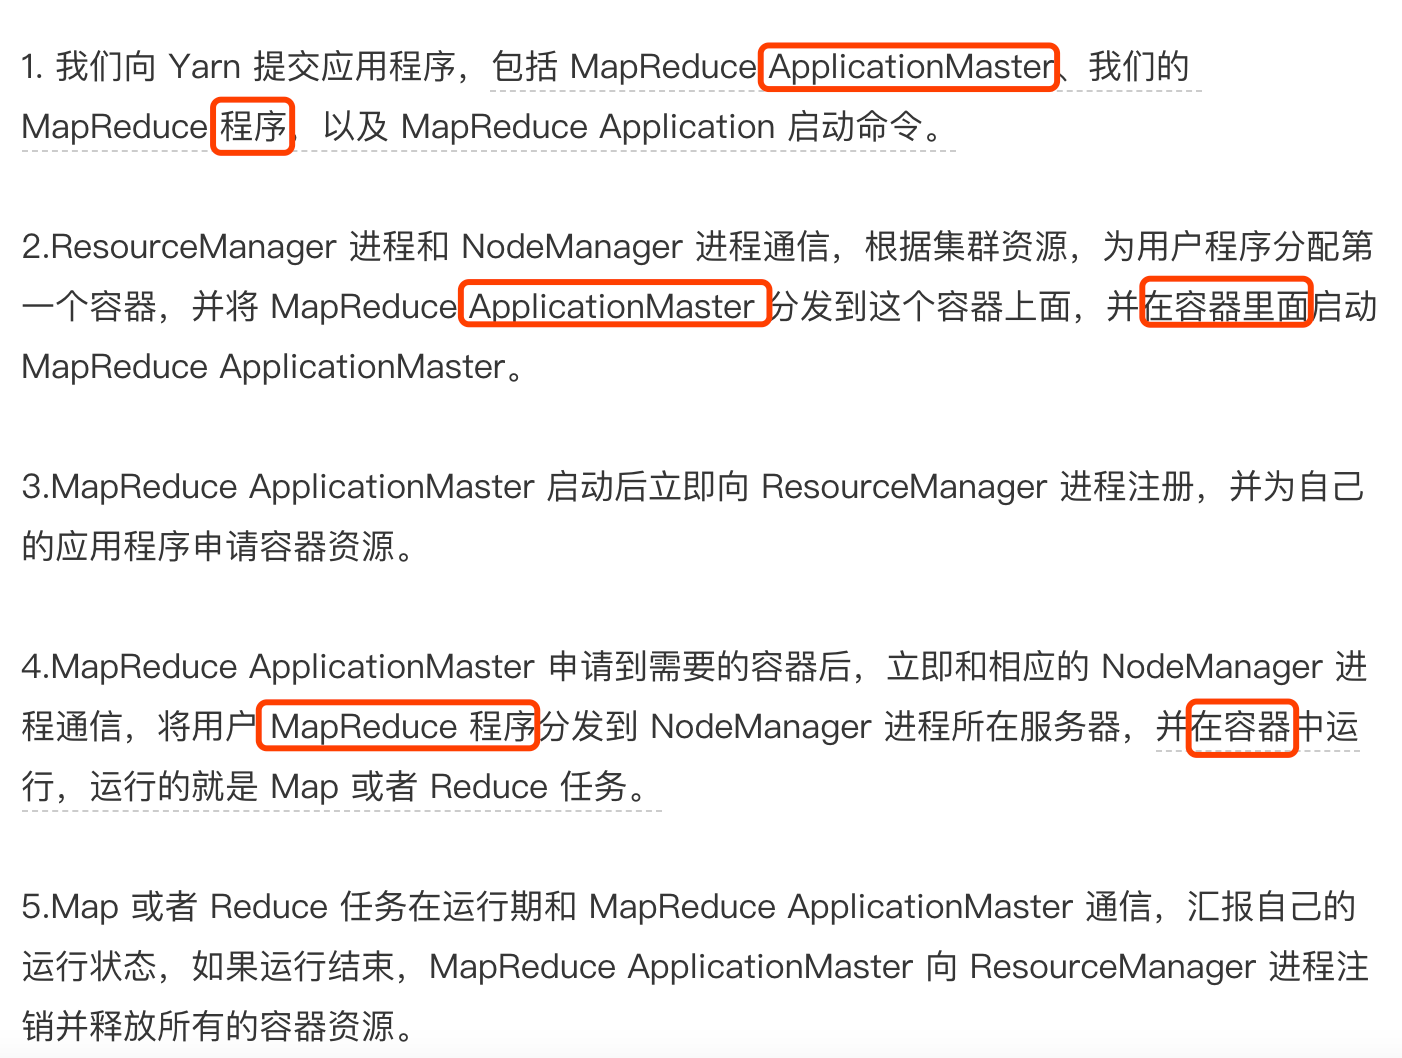 1. 我们向 Yarn 提交应用程序，包括 MapReduce ApplicationMaster、我们的
MapReduce 程序，以及 MapReduce Application 启动命令。
2.ResourceManager 进程和 NodeManager 进程通信，根据集群资源，为用户程序分配第
一个容器，并将 MapReduce ApplicationMaster 分发到这个容器上面，并在容器里面启动
MapReduce ApplicationMaster。
3.MapReduce ApplicationMaster 启动后立即向 ResourceManager 进程注册，并为自己
的应用程序申请容器资源。
4.MapReduce ApplicationMaster 申请到需要的容器后，立即和相应的 NodeManager 进
程通信，将用户 MapReduce 程序分发到 NodeManager 进程所在服务器，并在容器中运
行，运行的就是 Map 或者 Reduce 任务。
5.Map 或者 Reduce 任务在运行期和 MapReduce ApplicationMaster 通信，汇报自己的
运行状态，如果运行结束，MapReduce ApplicationMaster 向 ResourceManager 进程注
销并释放所有的容器资源。